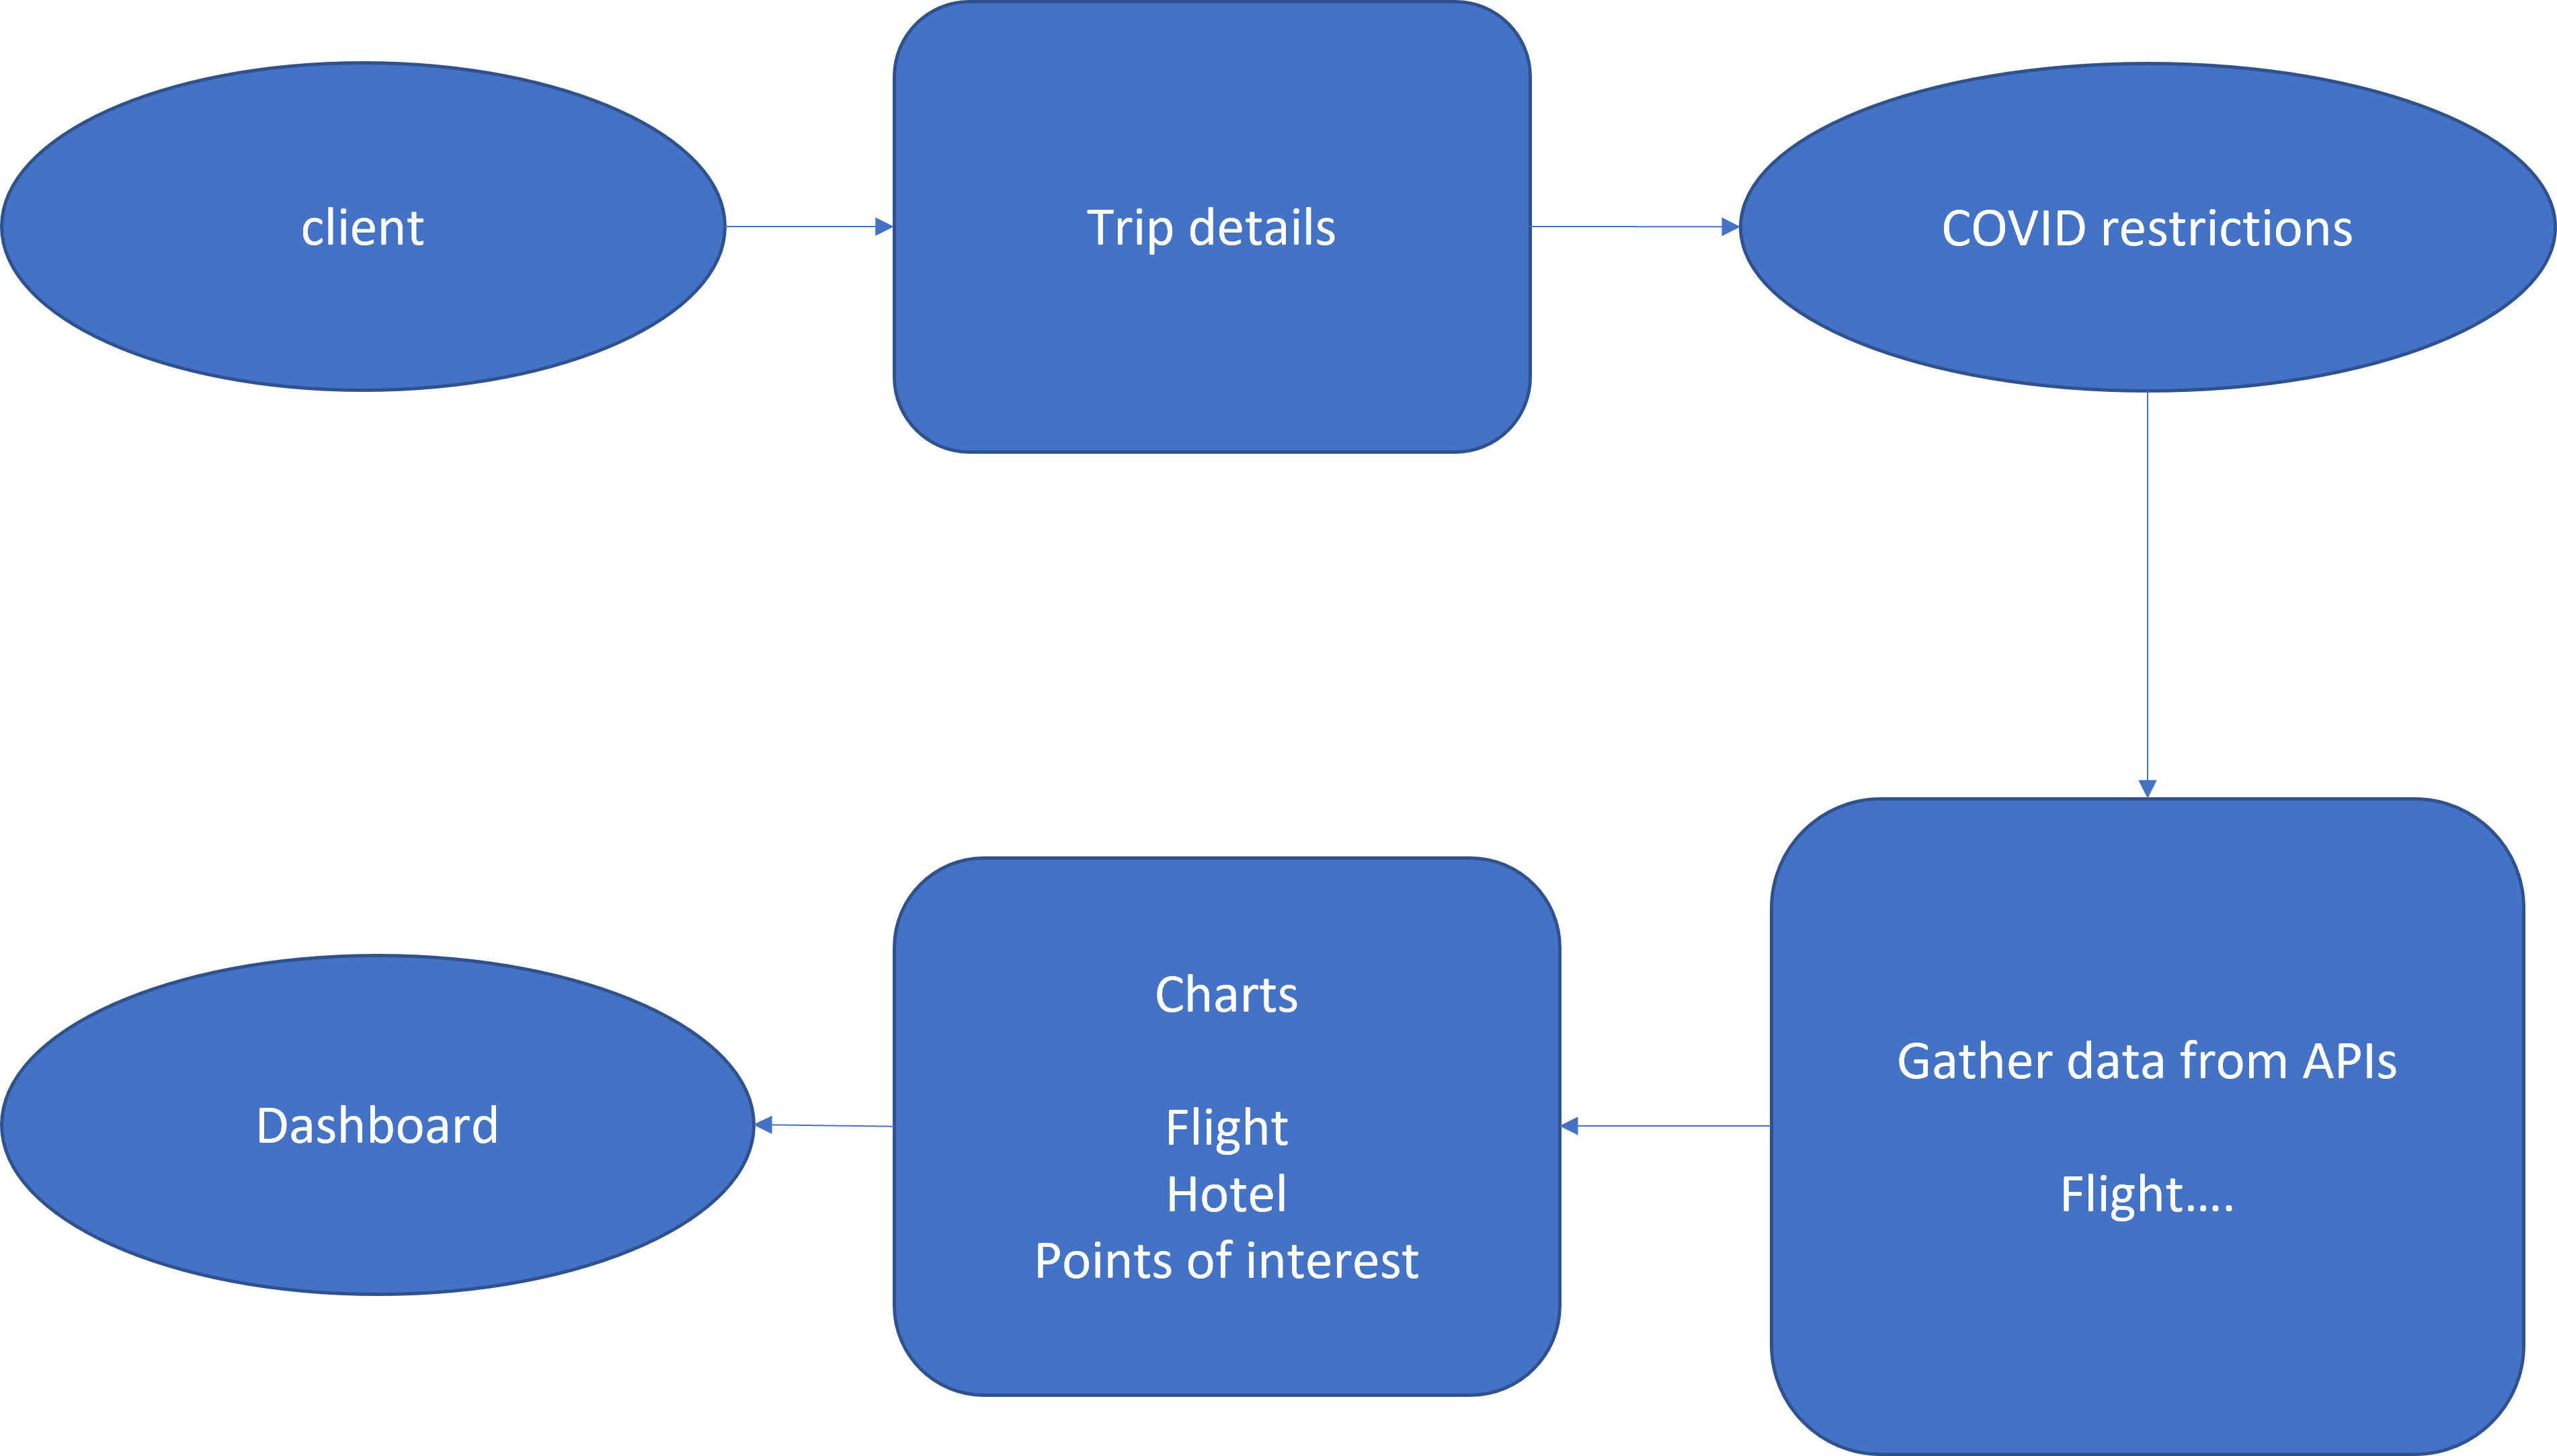 client
Trip details
COVID restrictions
Gather data from APIs
Flight....
Charts
Flight
Hotel
Points of interest
Dashboard